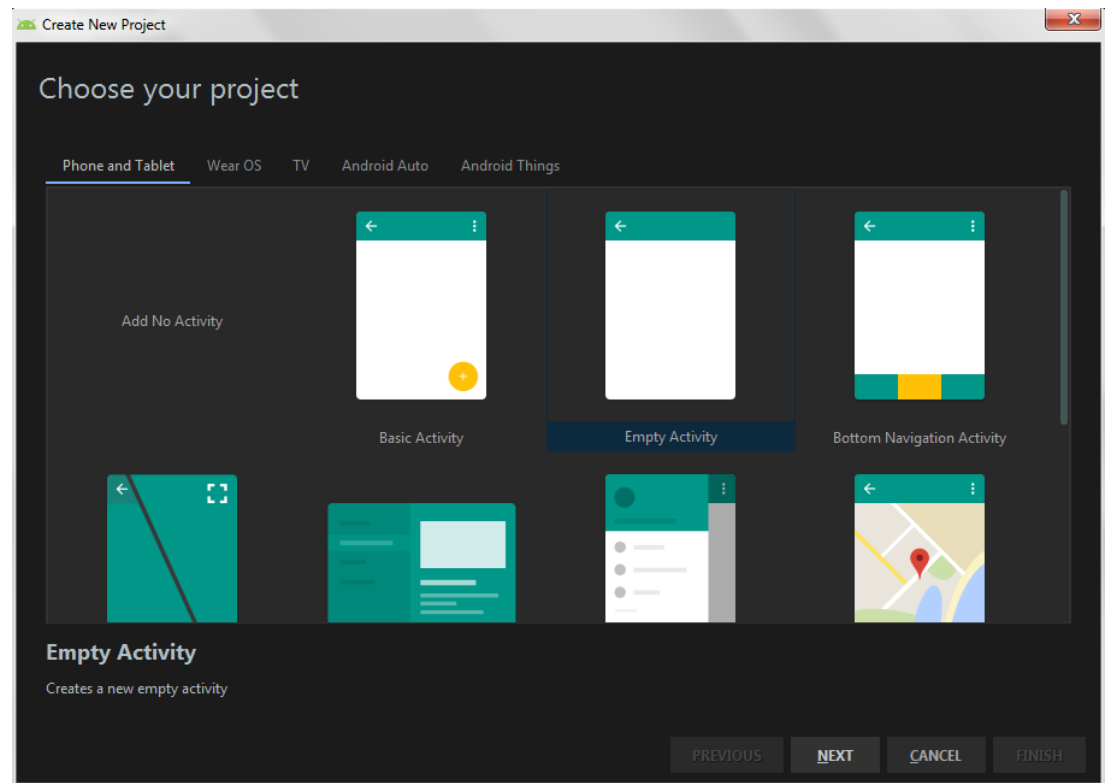 Create New Project
Choose your project
Phone and Tablet Wear OS TV Android Auto Android Things
Add No Activity
Basic Activity
Empty Activity
Bottom Navigation Activity
Empty Activity
Creates a new empty activity
PREVIOUS NEXT CANCEL FINISH